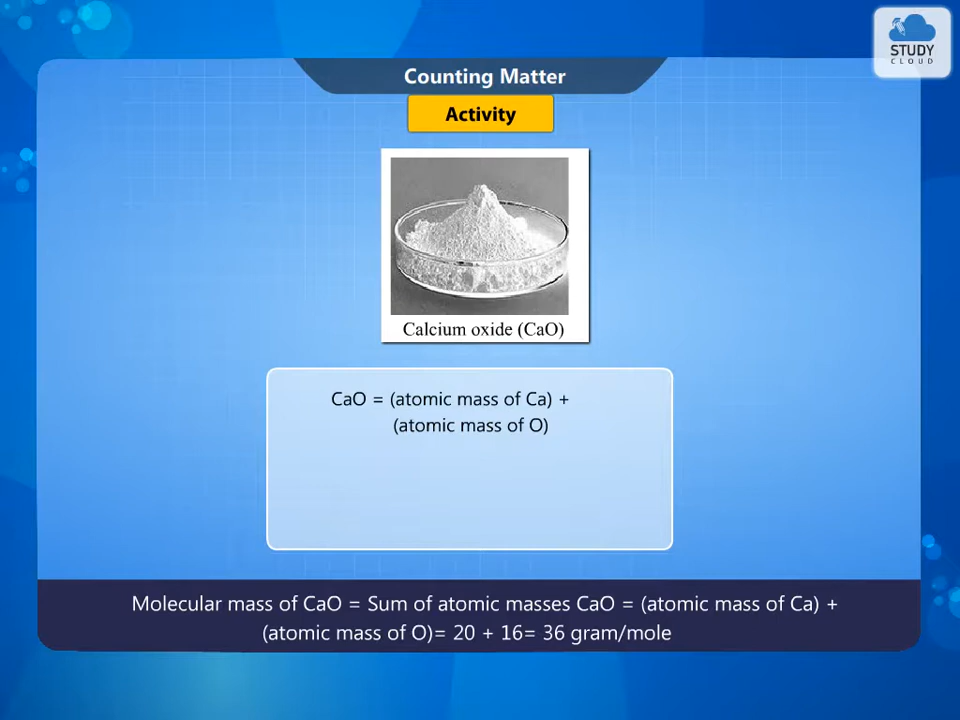 STUDY
CLOUD
Counting Matter
Activity
Calcium oxide (CaO)
CaO = (atomic mass of Ca) +
(atomic mass of O)
Molecular mass of CaO = Sum of atomic masses CaO = (atomic mass of Ca) +
(atomic mass of O)= 20 + 16= 36 gram/mole